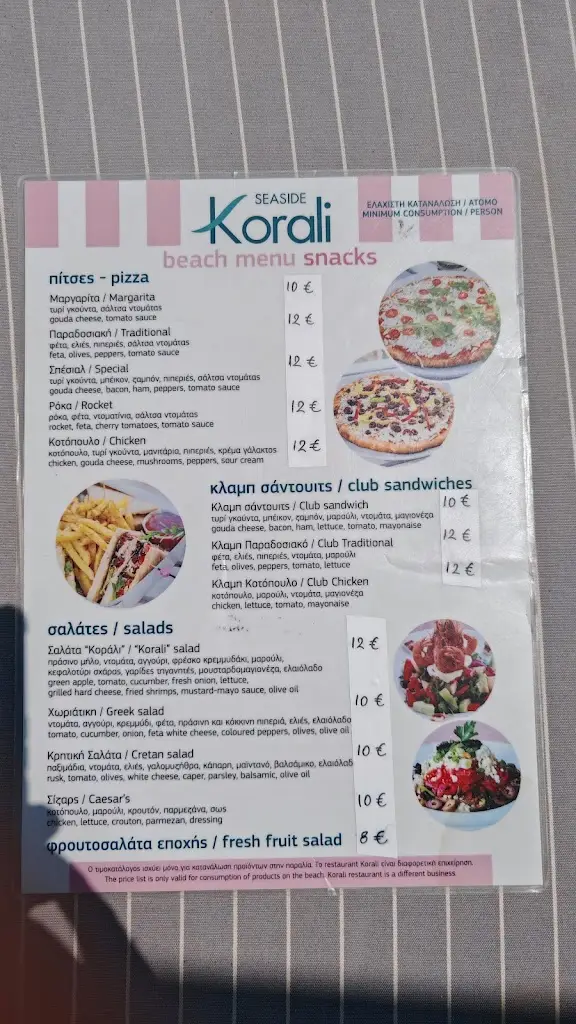 SEASIDE
Korali
ΕΛΑΧΙΣΤΗ ΚΑΤΑΝΑΛΩΣΗ / ΑΤΟΜΟ
MINIMUM CONSUMPTION / PERSON
beach menu snacks
πίτσες - pizza
Μαργαρίτα / Margarita 10 €
τυρί γκούντα, σάλτσα ντομάτας
gouda cheese, tomato sauce
Παραδοσιακή / Traditional 12 €
φέτα, ελιές, πιπεριές, σάλτσα ντομάτας
feta, olives, peppers, tomato sauce
Σπέσιαλ / Special 12 €
τυρί γκούντα, μπέικον, ζαμπόν, πιπεριές, σάλτσα ντομάτας
gouda cheese, bacon, ham, peppers, tomato sauce
Ρόκα / Rocket 12 €
ρόκα, φέτα, ντοματίνια, σάλτσα ντομάτας
rocket, feta, cherry tomatoes, tomato sauce
Κοτόπουλο / Chicken 12 €
κοτόπουλο, τυρί γκούντα, μανιτάρια, πιπεριές, κρέμα γάλακτος
chicken, gouda cheese, mushrooms, peppers, sour cream
κλαμπ σάντουιτς / club sandwiches
Κλαμπ σάντουιτς / Club sandwich 10 €
τυρί γκούντα, μπέικον, ζαμπόν, μαρούλι, ντομάτα, μαγιονέζα
gouda cheese, bacon, ham, lettuce, tomato, mayonaise
Κλαμπ Παραδοσιακό / Club Traditional 12 €
φέτα, ελιές, πιπεριές, ντομάτα, μαρούλι
feta, olives, peppers, tomato, lettuce
Κλαμπ Κοτόπουλο / Club Chicken 12 €
κοτόπουλο, μαρούλι, ντομάτα, μαγιονέζα
chicken, lettuce, tomato, mayonaise
σαλάτες / salads
Σαλάτα "Κοράλι" / "Korali" salad 12 €
πράσινο μήλο, ντομάτα, αγγούρι, φρέσκο κρεμμυδάκι, μαρούλι,
κεφαλοτύρι σχάρας, γαρίδες τηγανιτές, μουσταρδομαγιονέζα, ελαιόλαδο
green apple, tomato, cucumber, fresh onion, lettuce,
grilled hard cheese, fried shrimps, mustard-mayo sauce, olive oil
Χωριάτικη / Greek salad 10 €
ντομάτα, αγγούρι, κρεμμύδι, φέτα, πράσινη και κόκκινη πιπεριά, ελιές, ελαιόλαδο
tomato, cucumber, onion, feta white cheese, coloured peppers, olives, olive oil
Κρητική Σαλάτα / Cretan salad 10 €
παξιμάδια, ντομάτα, ελιές, γαλομυζήθρα, κάπαρη, μαϊντανό, βαλσάμικο, ελαιόλαδ
rusk, tomato, olives, white cheese, caper, parsley, balsamic, olive oil
Σίζαρς / Caesar's 10 €
κοτόπουλο, μαρούλι, κρουτόν, παρμεζάνα, σως
chicken, lettuce, crouton, parmezan, dressing
φρουτοσαλάτα εποχής / fresh fruit salad 8 €
Ο τιμοκατάλογος ισχύει μόνο για κατανάλωση προϊόντων στην παραλία. Το restaurant Korali είναι διαφορετική επιχείρηση.
The price list is only valid for consumption of products on the beach. Korali restaurant is a different business